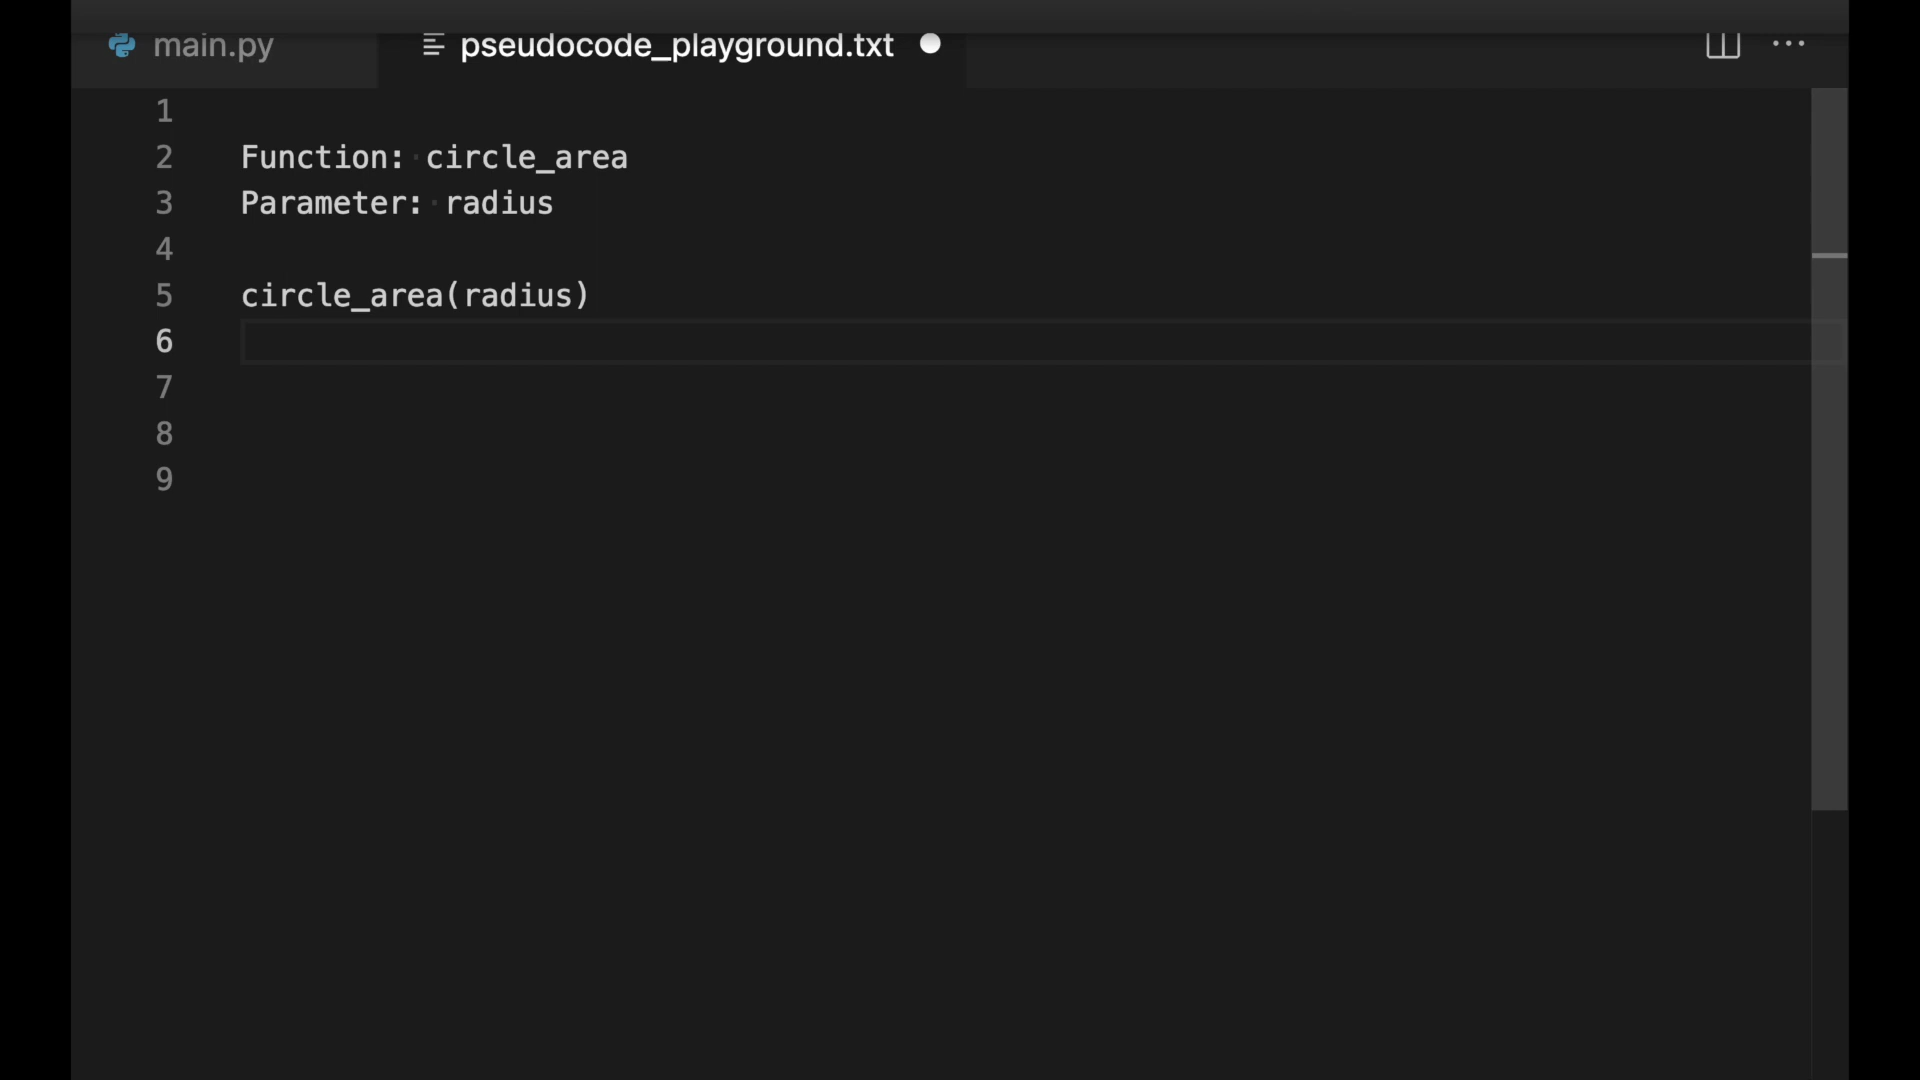 main.py pseudocode_playground.txt
1
2 Function: circle_area
3 Parameter: radius
4
5 circle_area(radius)
6
7
8
9